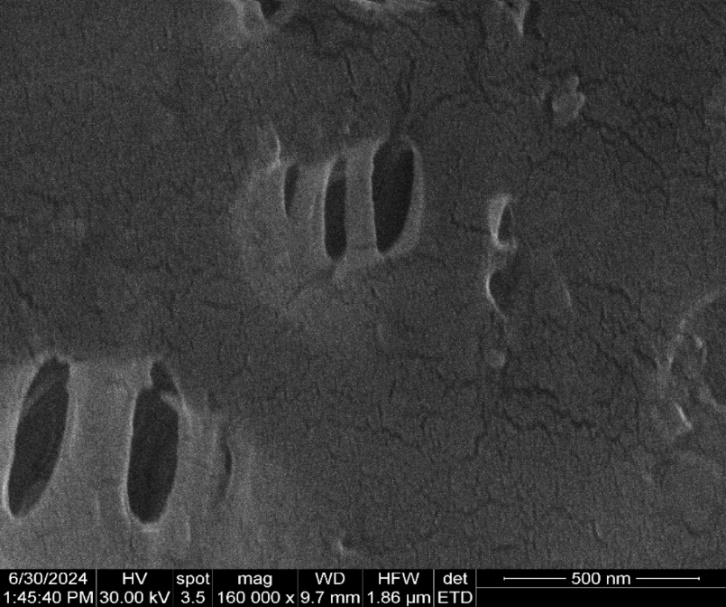 6/30/2024 HV spot mag WD HFW det 500 nm
1:45:40 PM 30.00 kV 3.5 160 000 x 9.7 mm 1.86 µm ETD